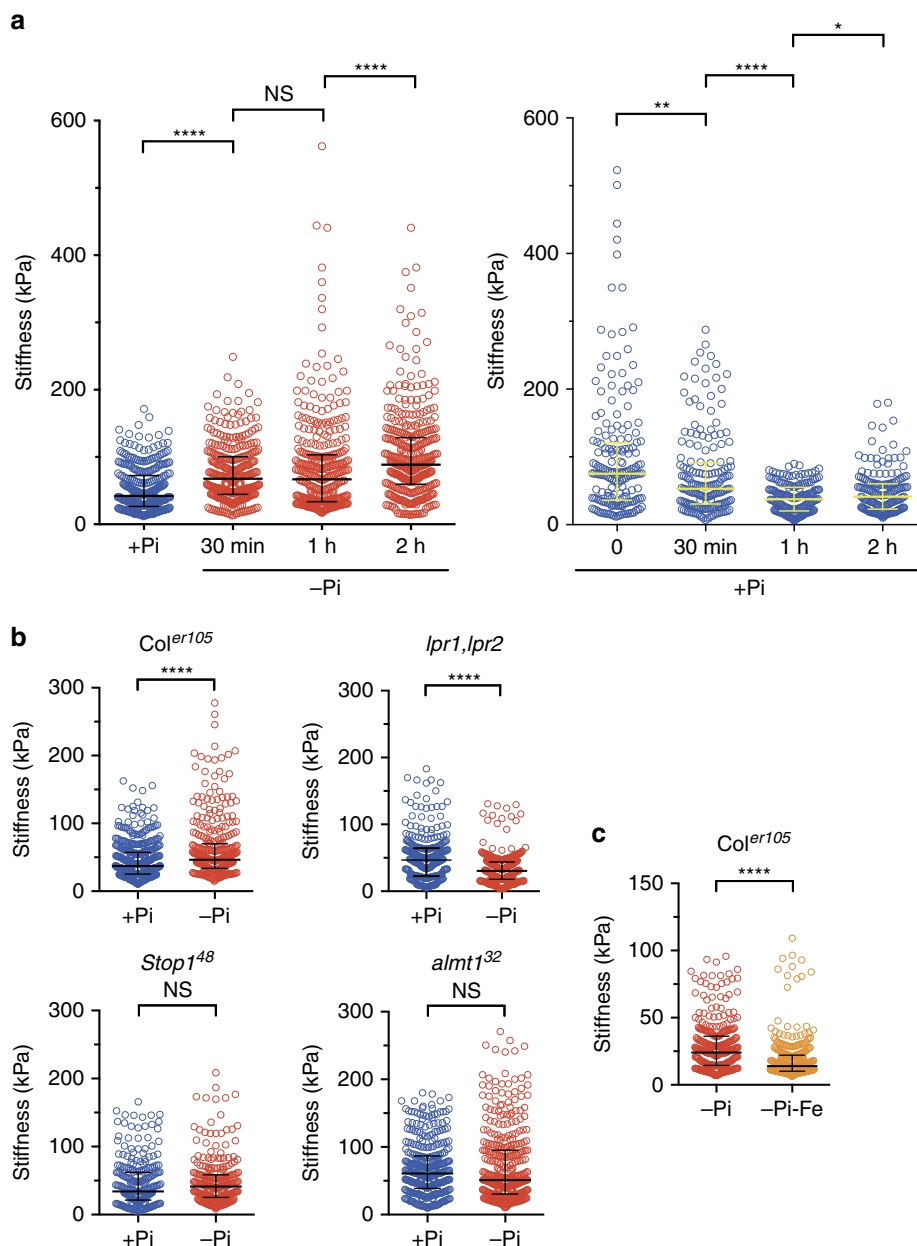 a
Stiffness (kPa)
600
400
200
0
****
NS
****
+Pi
30 min
1 h
2 h
–Pi
Stiffness (kPa)
600
400
200
0
**
****
*
0
30 min
1 h
2 h
+Pi
b
Col^er105
****
Stiffness (kPa)
300
200
100
0
+Pi
–Pi
lpr1,lpr2
****
Stiffness (kPa)
300
200
100
0
+Pi
–Pi
Stop1^48
NS
Stiffness (kPa)
300
200
100
0
+Pi
–Pi
almt1^32
NS
Stiffness (kPa)
300
200
100
0
+Pi
–Pi
c
Col^er105
****
Stiffness (kPa)
150
100
50
0
–Pi
–Pi-Fe